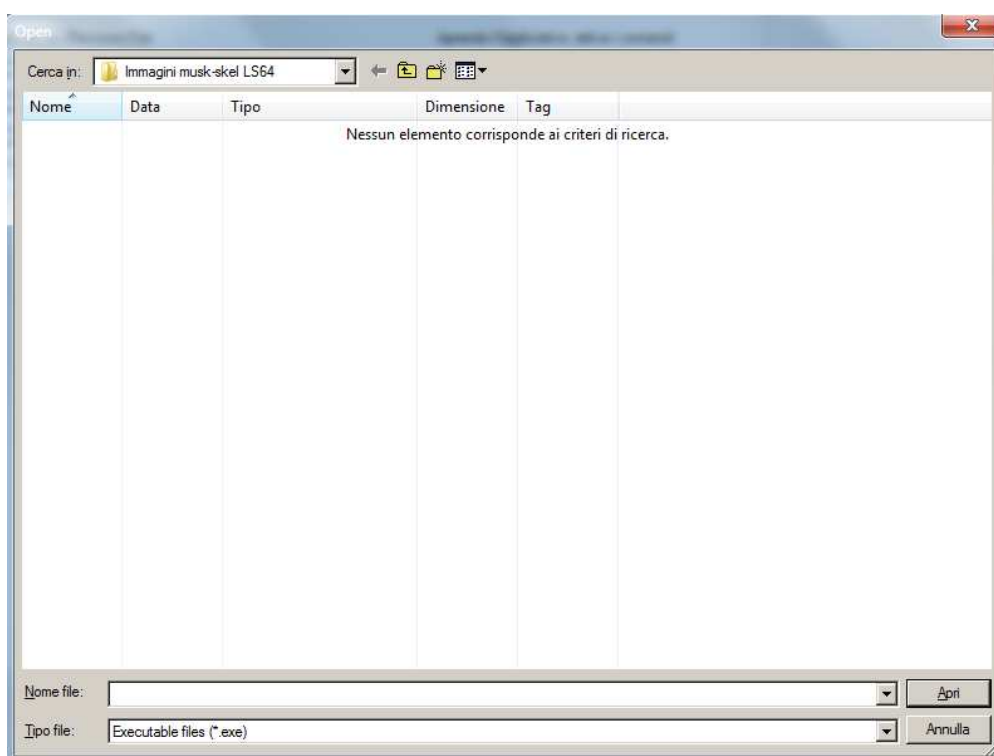 Open
Cerca in: Immagini musk-skel LS64
Nome Data Tipo Dimensione Tag
Nessun elemento corrisponde ai criteri di ricerca.
Nome file: Apri
Tipo file: Executable files (*.exe) Annulla